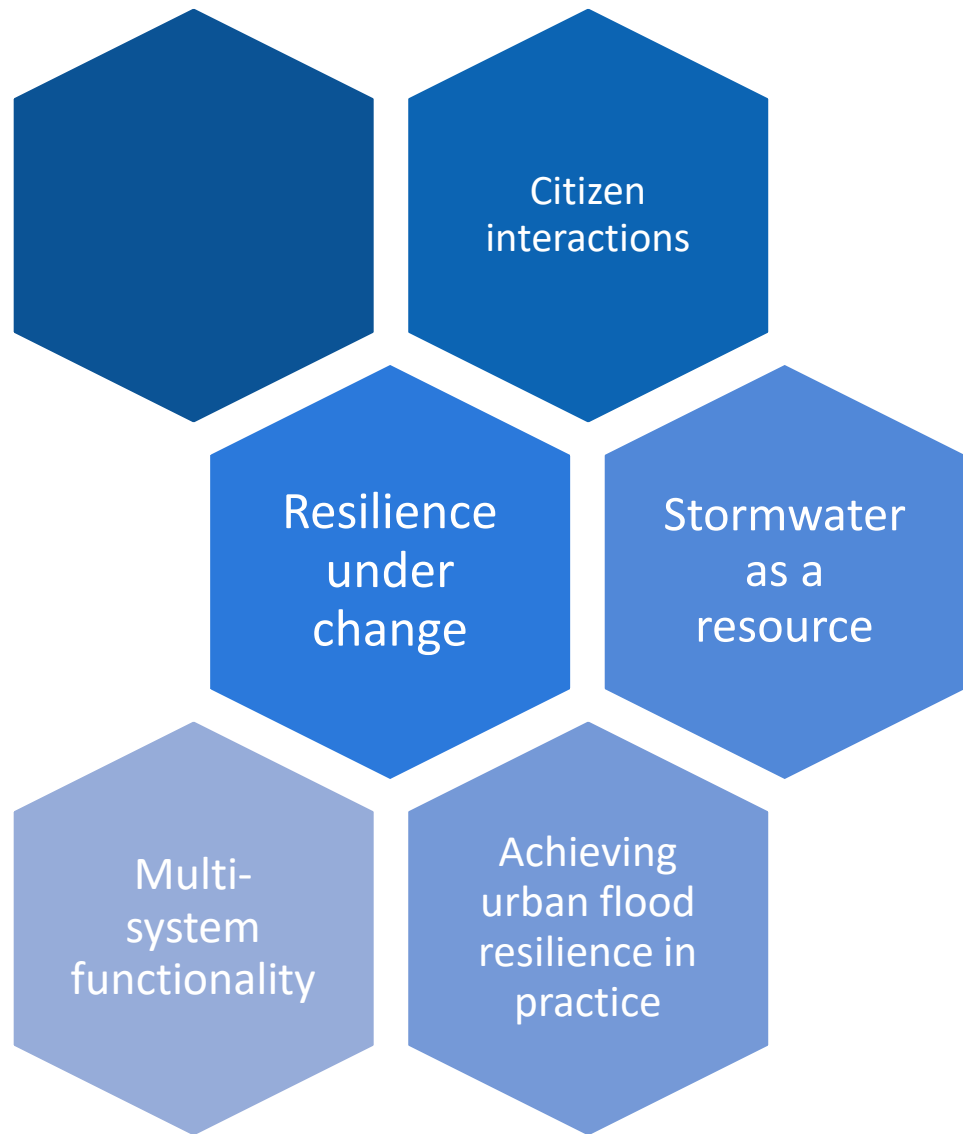 Citizen
interactions
Resilience
under
change
Stormwater
as a
resource
Multi-
system
functionality
Achieving
urban flood
resilience in
practice